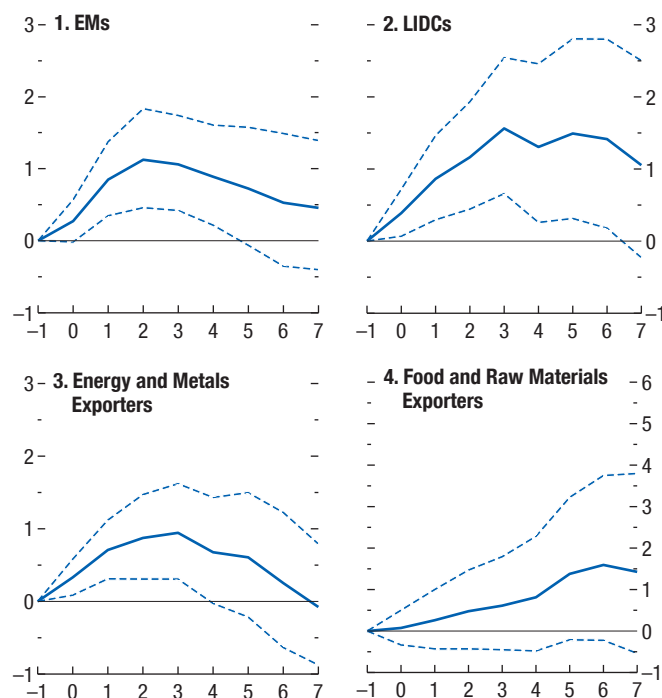 1. EMs
3
2
1
0
–1
–1 0 1 2 3 4 5 6 7
2. LIDCs
3
2
1
0
–1
–1 0 1 2 3 4 5 6 7
3. Energy and Metals
Exporters
3
2
1
0
–1
–1 0 1 2 3 4 5 6 7
4. Food and Raw Materials
Exporters
6
5
4
3
2
1
0
–1
–1 0 1 2 3 4 5 6 7